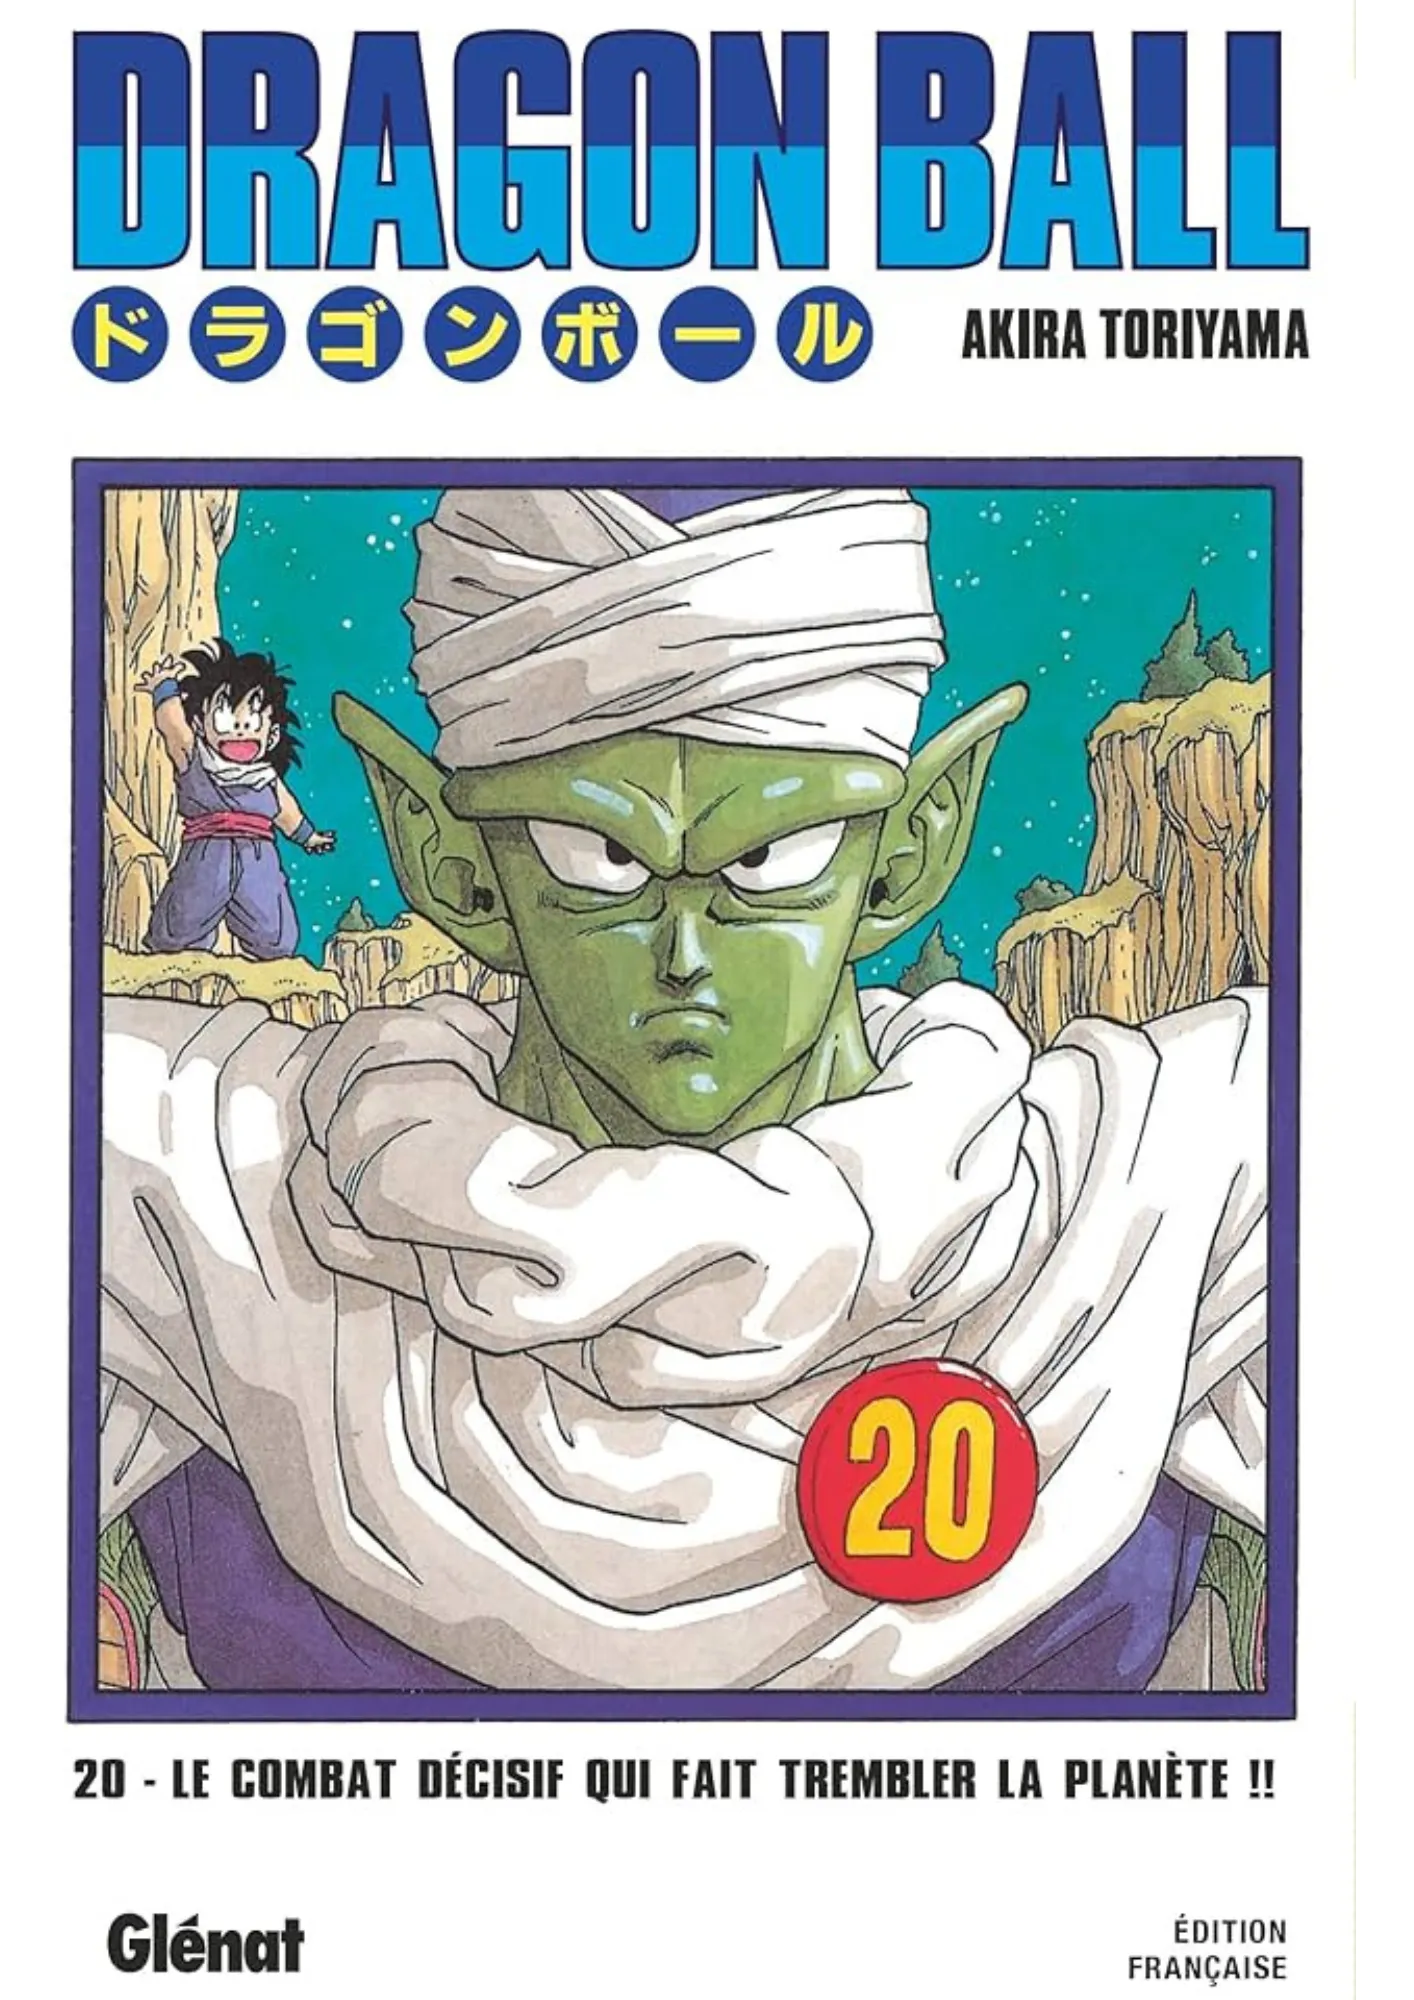 DRAGON BALL
ドラゴンボール
AKIRA TORIYAMA
20
20 - LE COMBAT DÉCISIF QUI FAIT TREMBLER LA PLANÈTE !!
Glénat
ÉDITION
FRANÇAISE